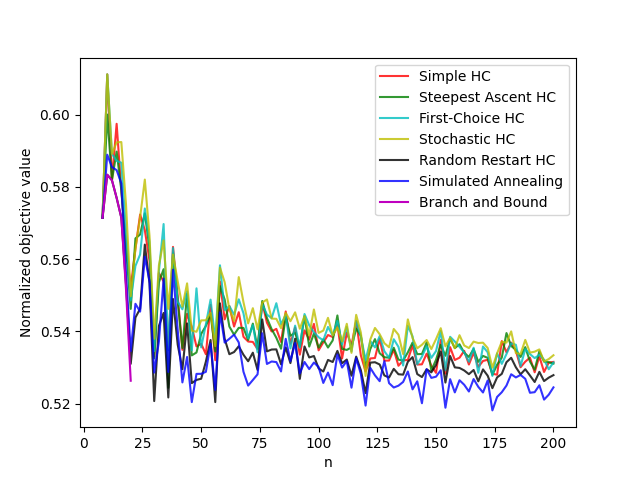 Simple HC
Steepest Ascent HC
First-Choice HC
Stochastic HC
Random Restart HC
Simulated Annealing
Branch and Bound
Normalized objective value
0.60
0.58
0.56
0.54
0.52
0 25 50 75 100 125 150 175 200
n